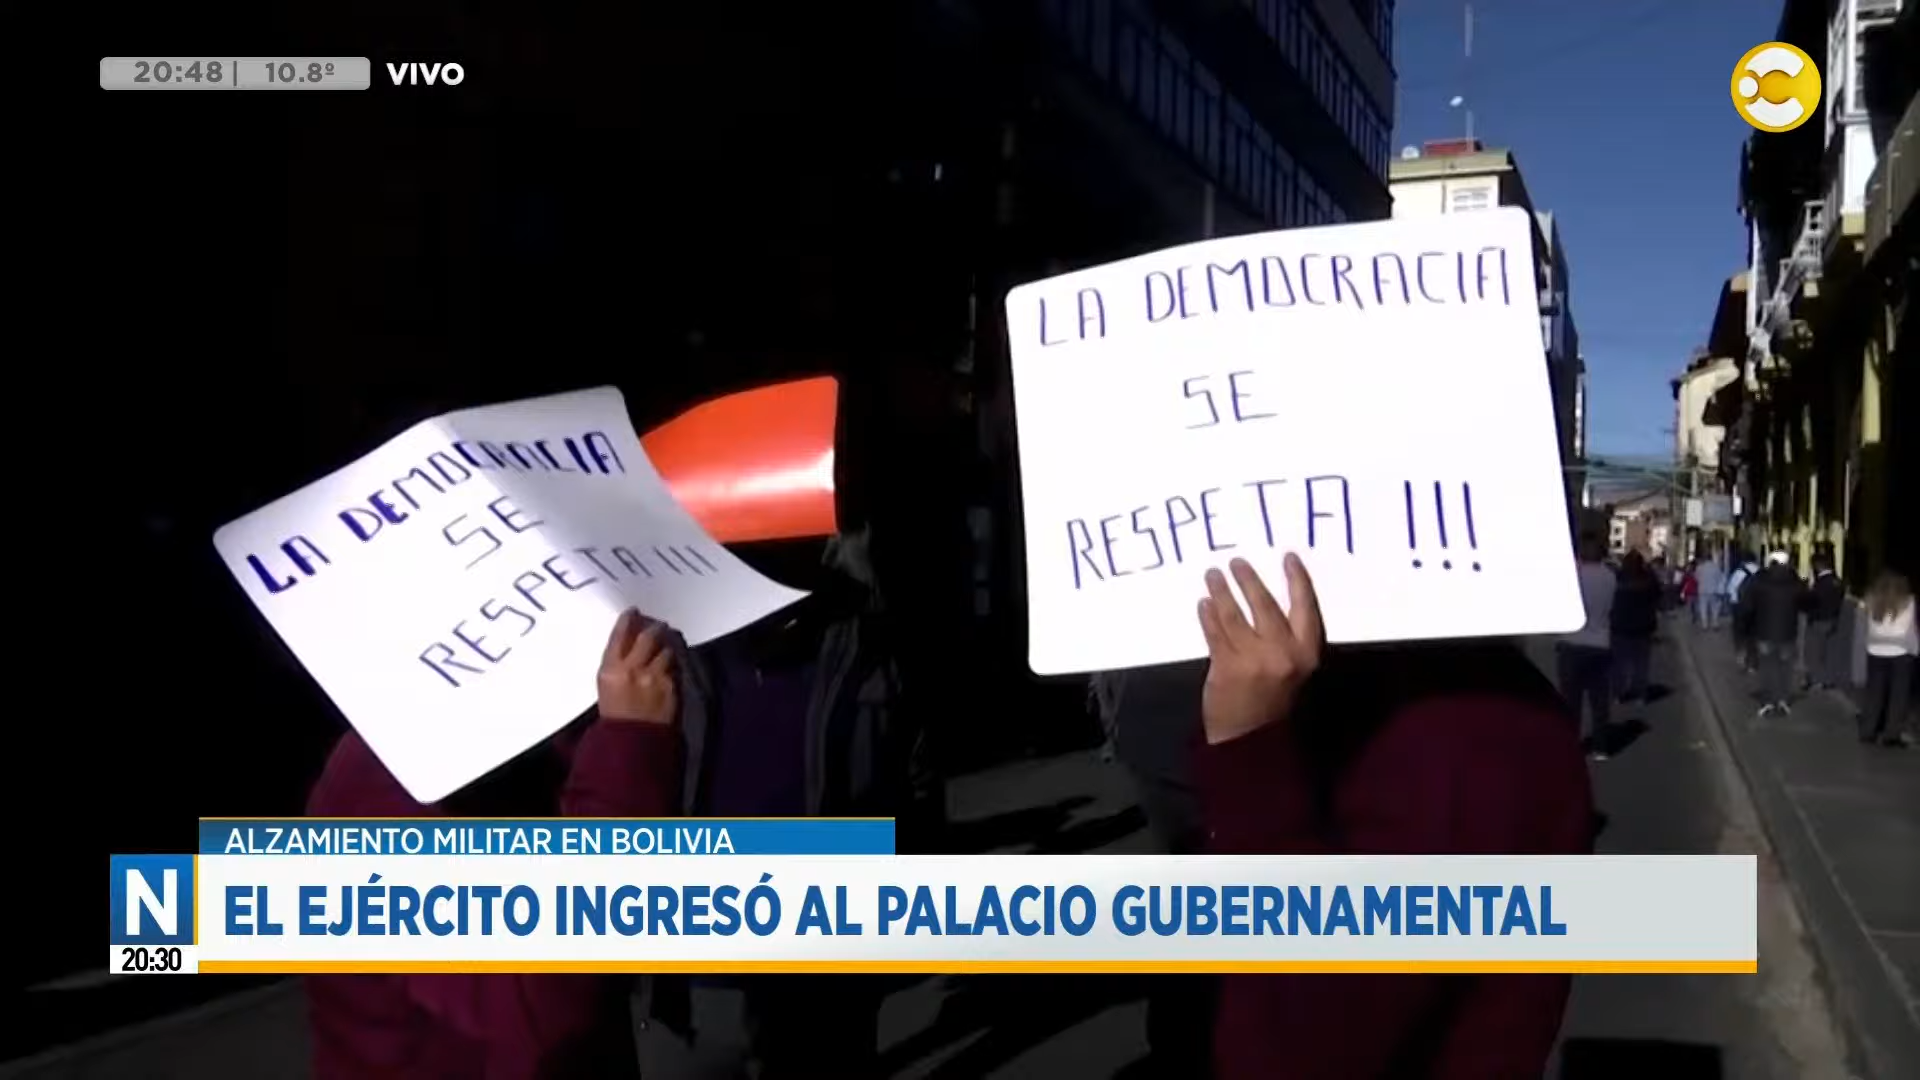 20:48 | 10.8º VIVO
LA DEMOCRACIA
SE
RESPETA!!!
LA DEMOCRACIA
SE
RESPETA !!!
ALZAMIENTO MILITAR EN BOLIVIA
N
20:30
EL EJÉRCITO INGRESÓ AL PALACIO GUBERNAMENTAL